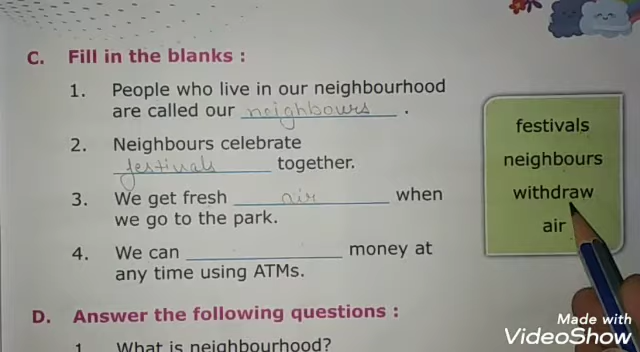 C. Fill in the blanks :
1. People who live in our neighbourhood
are called our neighbours .
2. Neighbours celebrate
festivals together.
3. We get fresh air when
we go to the park.
4. We can ____________ money at
any time using ATMs.
festivals
neighbours
withdraw
air
D. Answer the following questions :
1. What is neighbourhood?
Made with
VideoShow